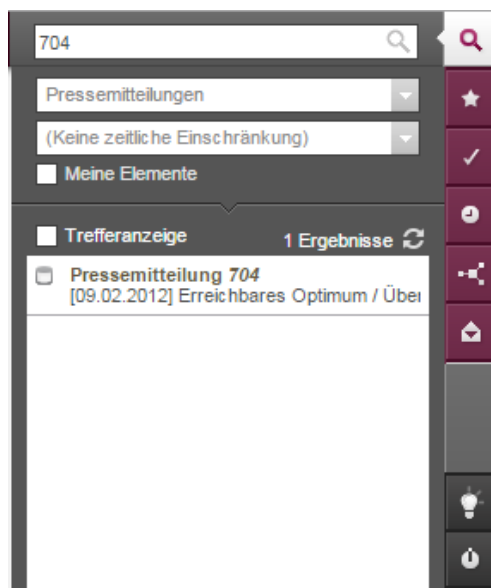 704
Pressemitteilungen
(Keine zeitliche Einschränkung)
Meine Elemente
Trefferanzeige 1 Ergebnisse
Pressemitteilung 704
[09.02.2012] Erreichbares Optimum / Über